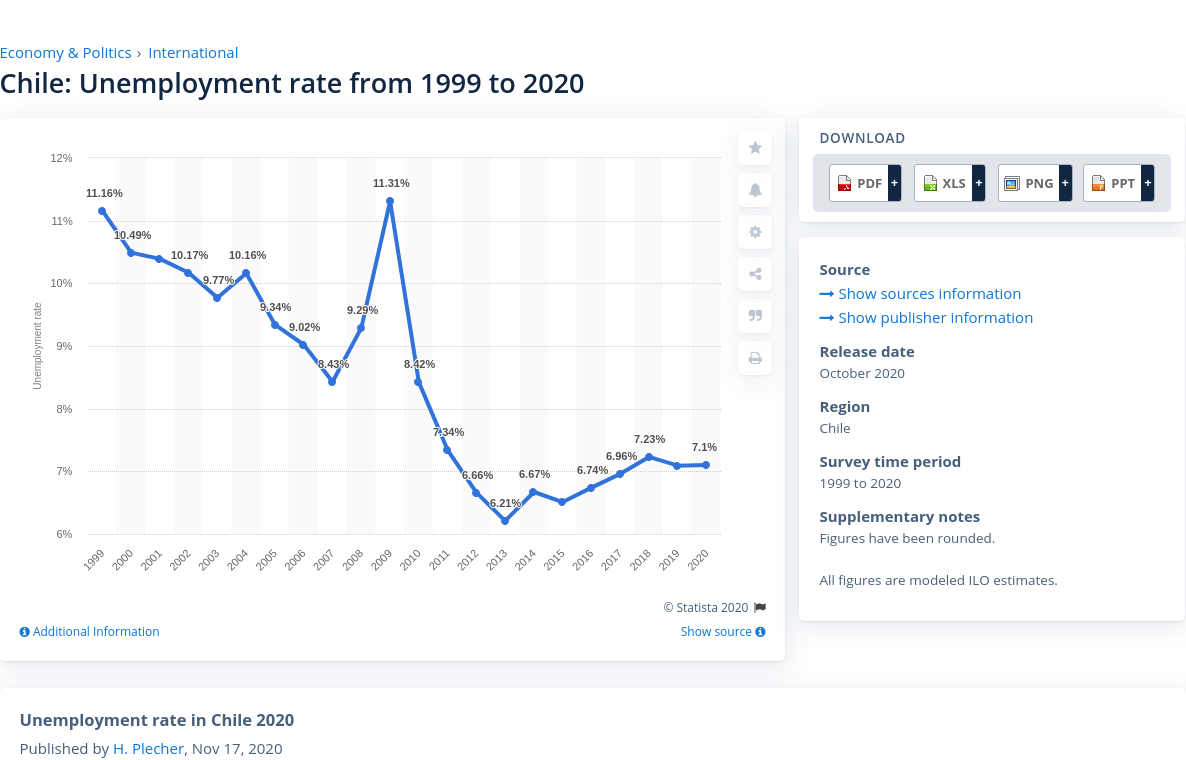 Economy & Politics › International
Chile: Unemployment rate from 1999 to 2020
12%
11%
10%
9%
8%
7%
6%
Unemployment rate
11.16%
10.49%
10.17%
9.77%
10.16%
9.34%
9.02%
8.43%
9.29%
11.31%
8.42%
7.34%
6.66%
6.21%
6.67%
6.74%
6.96%
7.23%
7.1%
1999
2000
2001
2002
2003
2004
2005
2006
2007
2008
2009
2010
2011
2012
2013
2014
2015
2016
2017
2018
2019
2020
© Statista 2020
Additional Information
Show source
DOWNLOAD
PDF +
XLS +
PNG +
PPT +
Source
Show sources information
Show publisher information
Release date
October 2020
Region
Chile
Survey time period
1999 to 2020
Supplementary notes
Figures have been rounded.
All figures are modeled ILO estimates.
Unemployment rate in Chile 2020
Published by H. Plecher, Nov 17, 2020